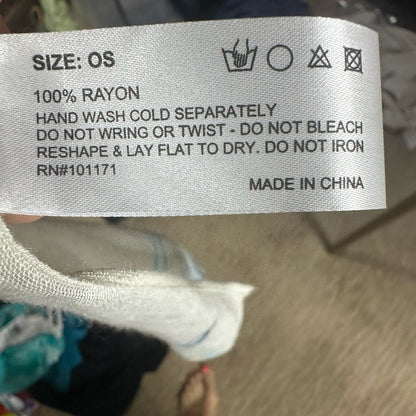 SIZE: OS
100% RAYON
HAND WASH COLD SEPARATELY
DO NOT WRING OR TWIST - DO NOT BLEACH
RESHAPE & LAY FLAT TO DRY. DO NOT IRON
RN#101171
MADE IN CHINA